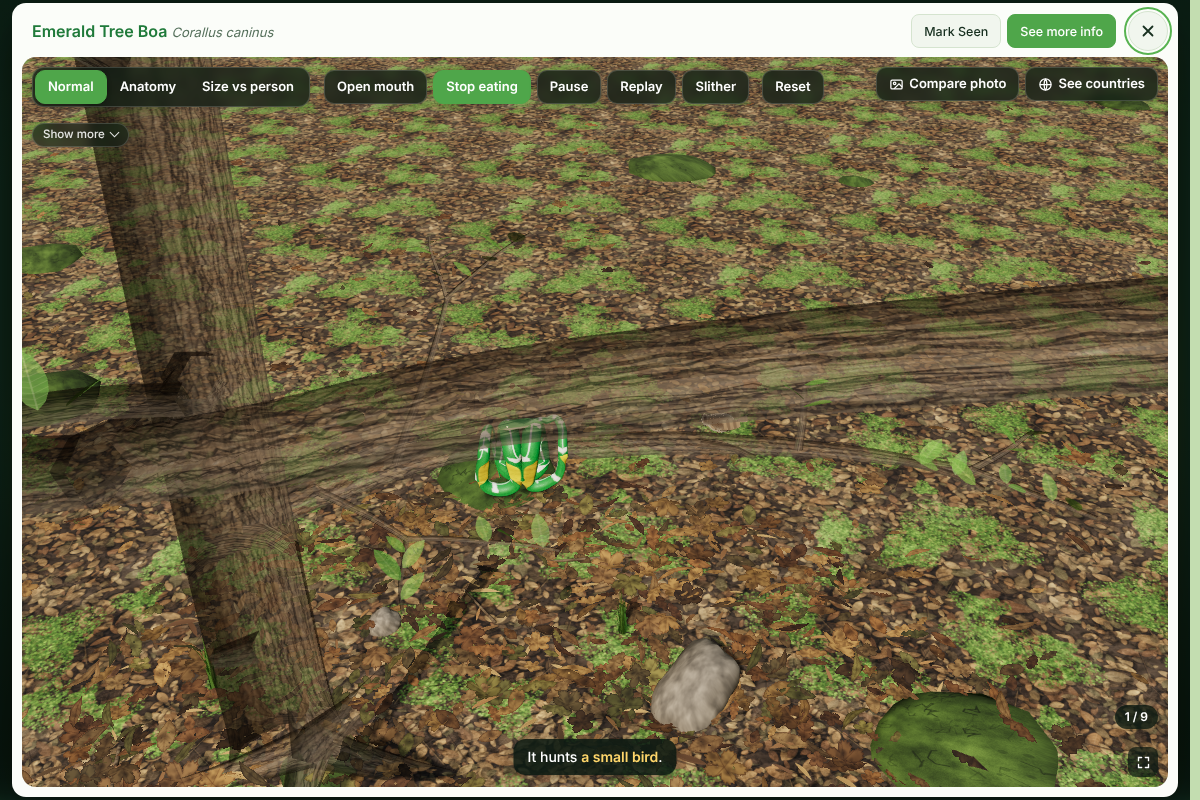 Emerald Tree Boa Corallus caninus
Mark Seen
See more info
Normal
Anatomy
Size vs person
Open mouth
Stop eating
Pause
Replay
Slither
Reset
Compare photo
See countries
Show more
1 / 9
It hunts a small bird.